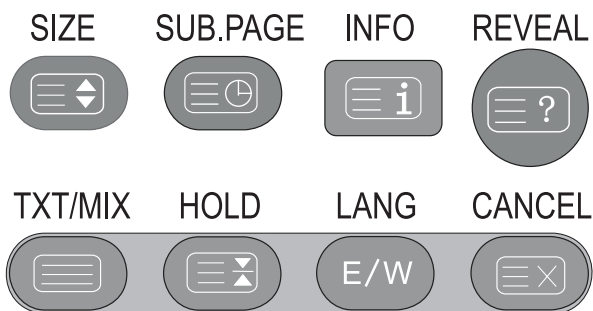 SIZE SUB.PAGE INFO REVEAL
i ?
TXT/MIX HOLD LANG CANCEL
E/W